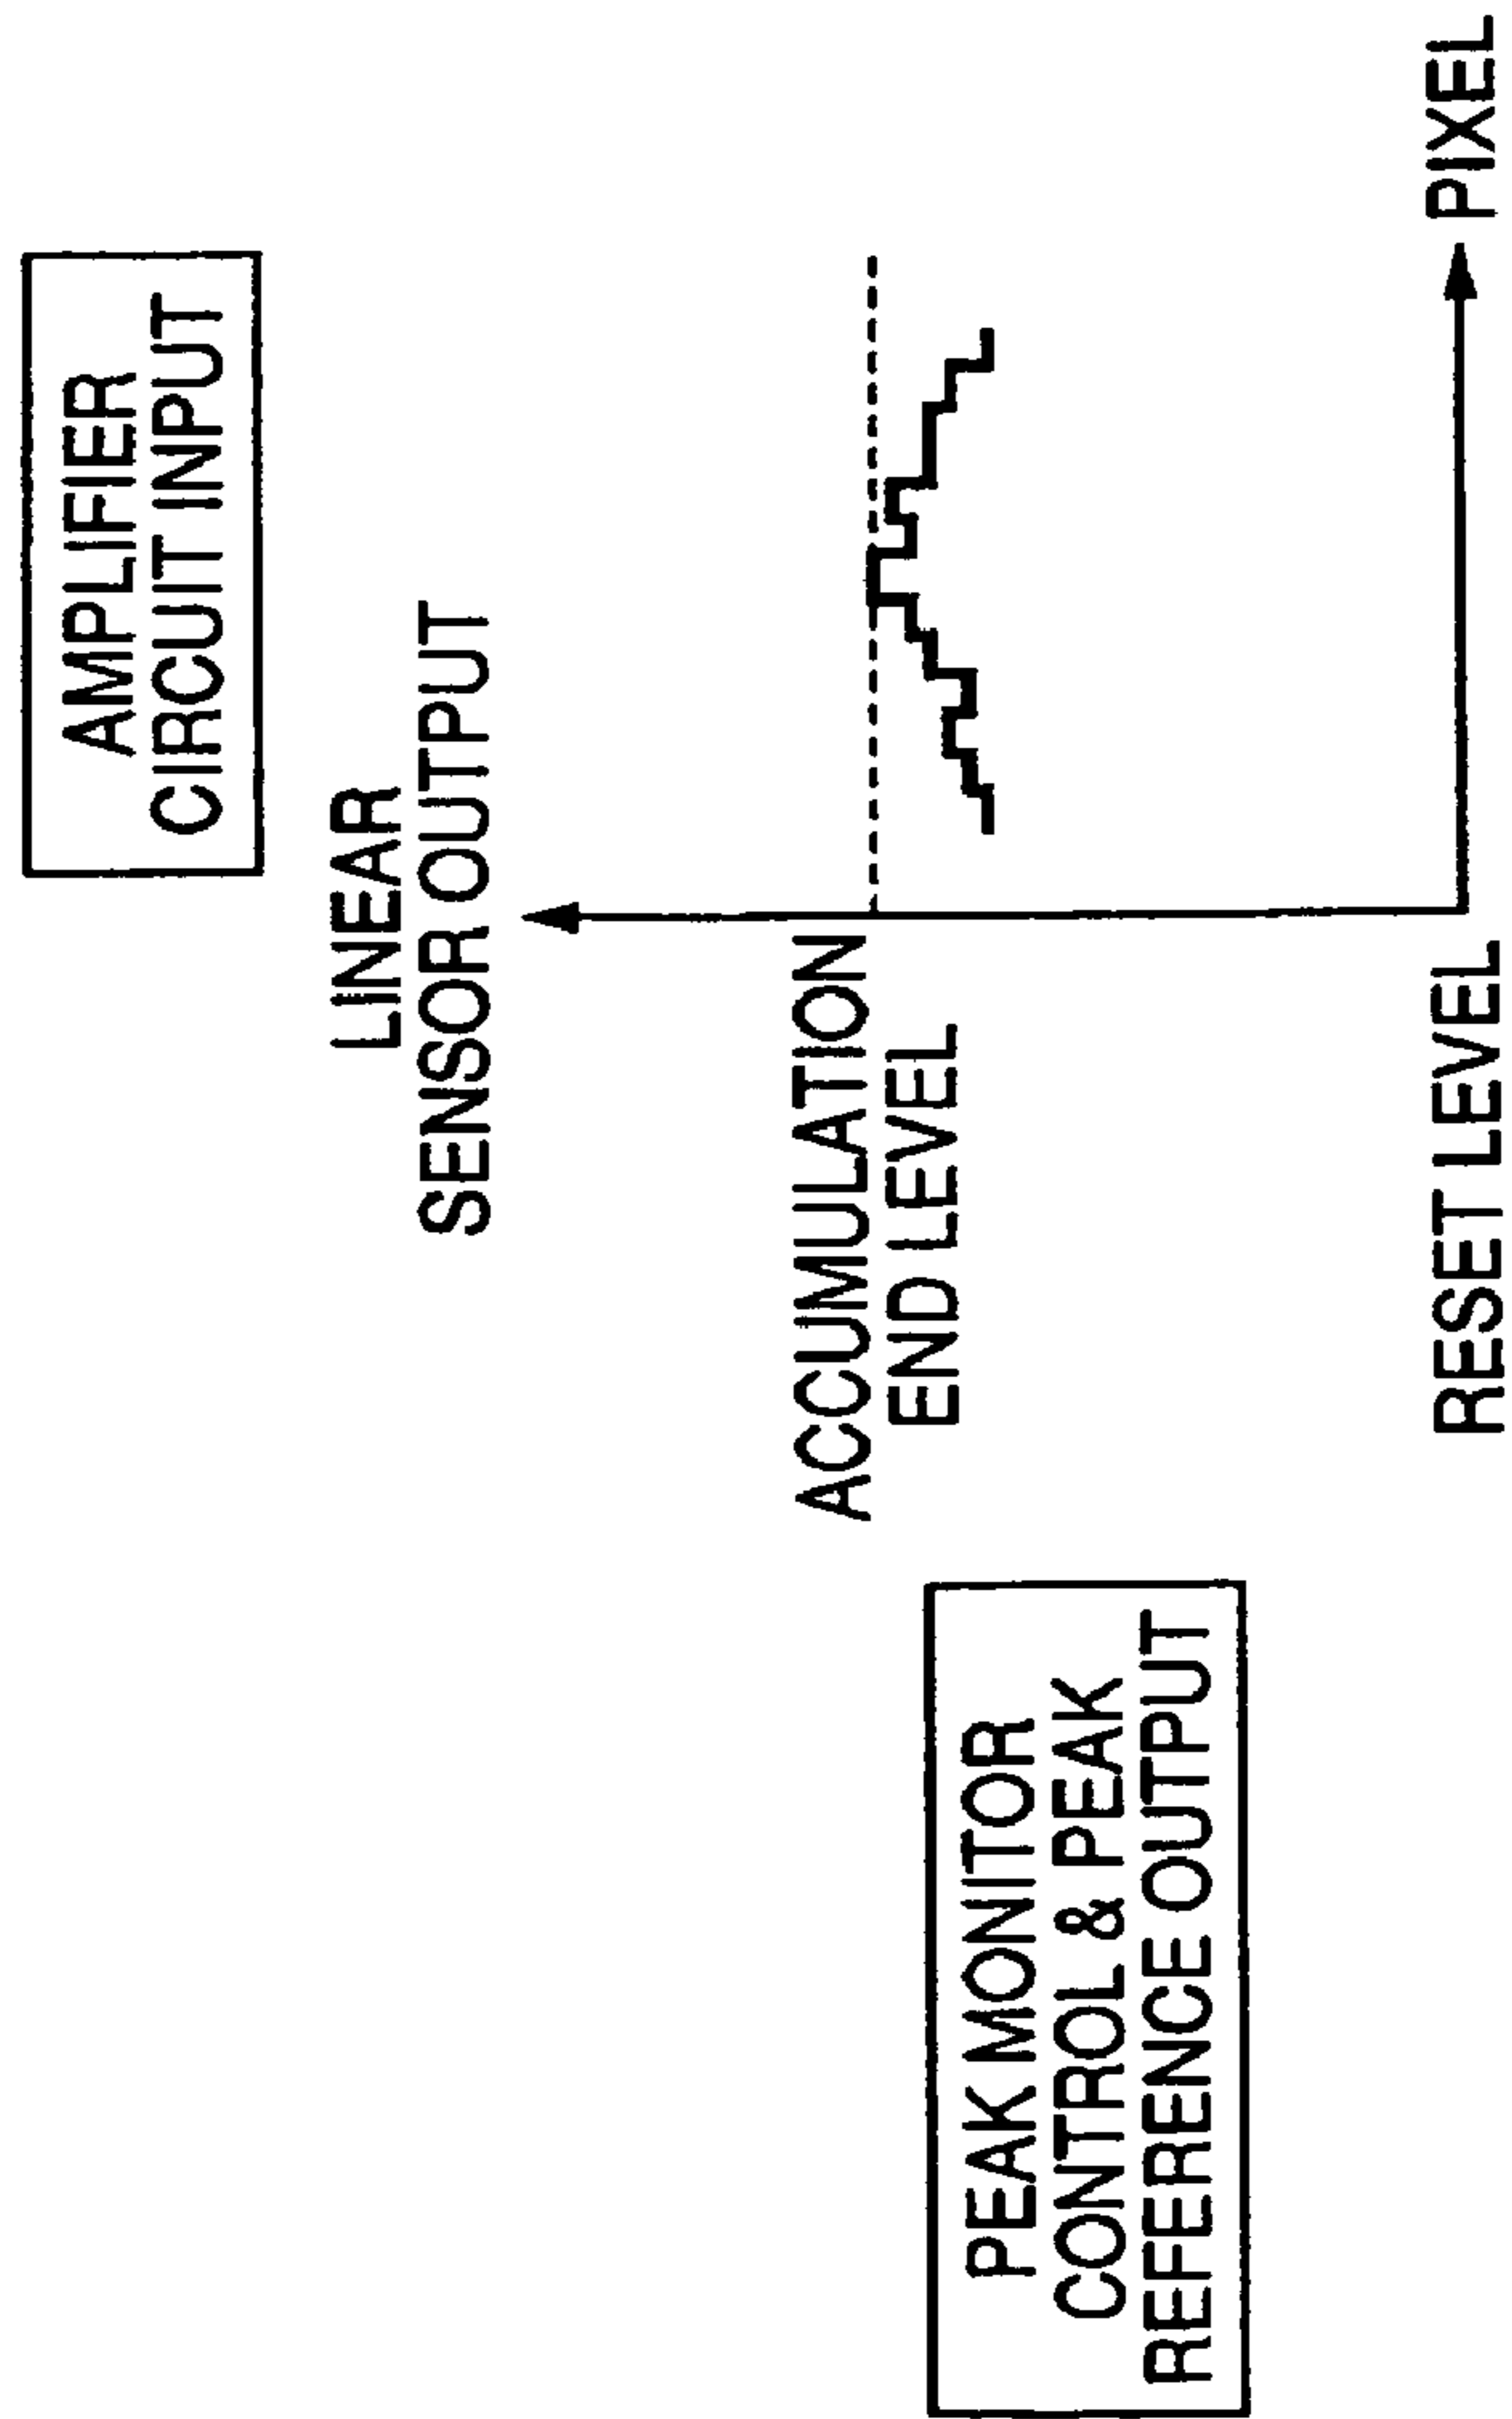 AMPLIFIER
CIRCUIT INPUT
LINEAR
SENSOR OUTPUT
ACCUMULATION
END LEVEL
PEAK MONITOR
CONTROL & PEAK
REFERENCE OUTPUT
RESET LEVEL
PIXEL